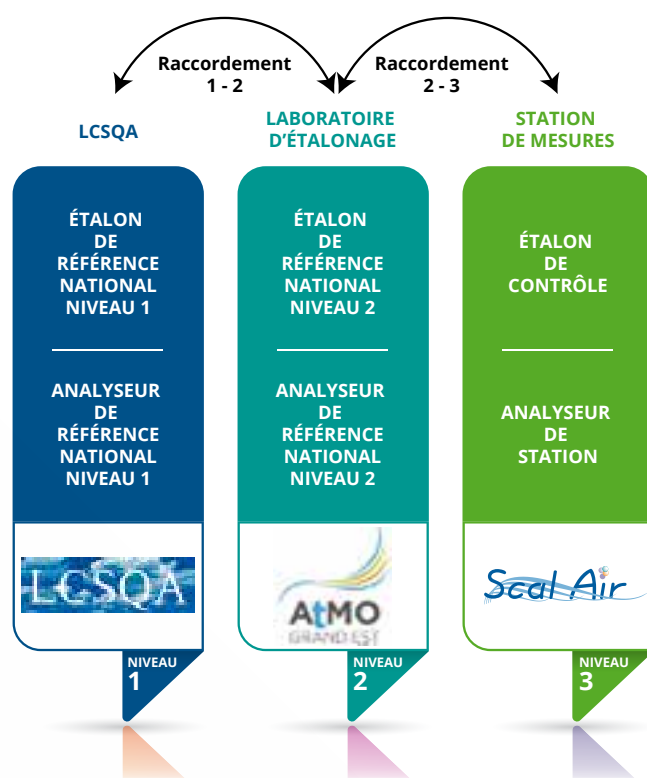 Raccordement
1 - 2
Raccordement
2 - 3
LCSQA
LABORATOIRE
D'ÉTALONAGE
STATION
DE MESURES
ÉTALON
DE
RÉFÉRENCE
NATIONAL
NIVEAU 1
ANALYSEUR
DE
RÉFÉRENCE
NATIONAL
NIVEAU 1
LCSQA
NIVEAU
1
ÉTALON
DE
RÉFÉRENCE
NATIONAL
NIVEAU 2
ANALYSEUR
DE
RÉFÉRENCE
NATIONAL
NIVEAU 2
AtMO
GRAND EST
NIVEAU
2
ÉTALON
DE
CONTRÔLE
ANALYSEUR
DE
STATION
Scal Air
NIVEAU
3